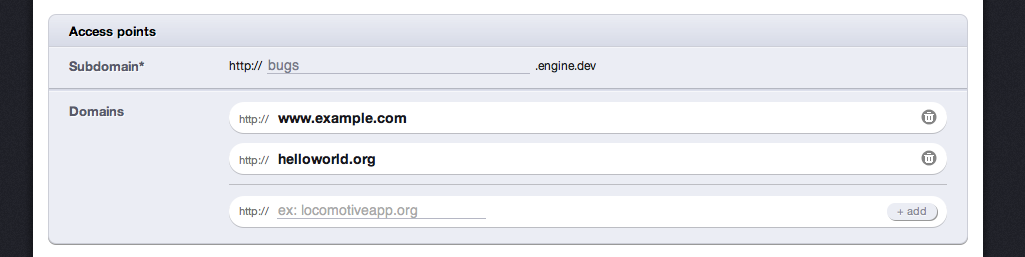 Access points
Subdomain* http:// bugs .engine.dev
Domains http:// www.example.com
http:// helloworld.org
http:// ex: locomotiveapp.org + add